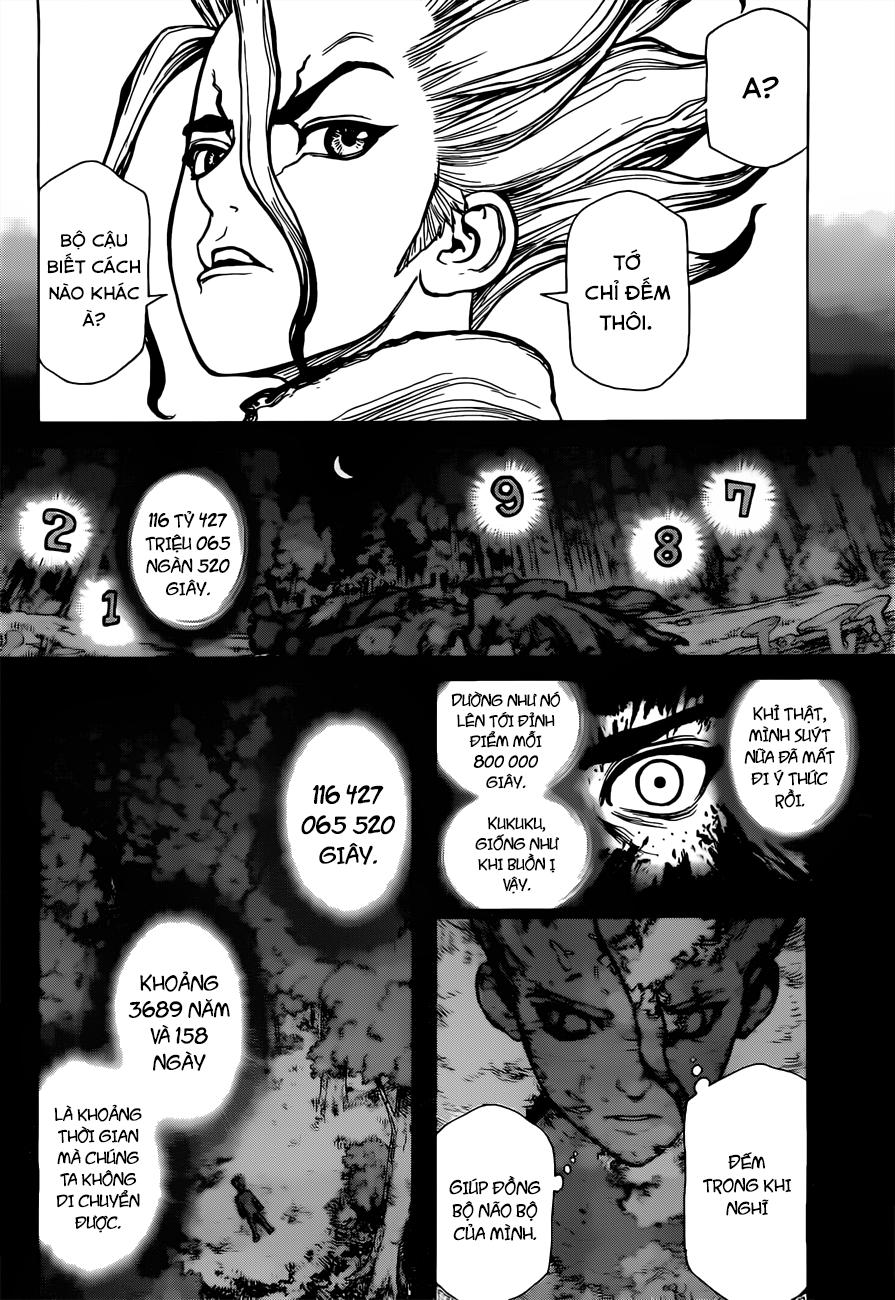 A?
TỚ
CHỈ ĐẾM
THÔI.
BỘ CẬU
BIẾT CÁCH
NÀO KHÁC
À?
7
8
9
116 TỶ 427
TRIỆU 065
NGÀN 520
GIÂY.
1
2
KHỈ THẬT,
MÌNH SUÝT
NỮA ĐÃ MẤT
ĐI Ý THỨC
RỒI.
DƯỜNG NHƯ NÓ
LÊN TỚI ĐỈNH
ĐIỂM MỖI
800 000
GIÂY.
KUKUKU,
GIỐNG NHƯ
KHI BUỒN Ị
VẬY.
ĐẾM
TRONG KHI
NGHĨ
GIÚP ĐỒNG
BỘ NÃO BỘ
CỦA MÌNH.
116 427
065 520
GIÂY.
KHOẢNG
3689 NĂM
VÀ 158
NGÀY
LÀ KHOẢNG
THỜI GIAN
MÀ CHÚNG
TA KHÔNG
DI CHUYỂN
ĐƯỢC.